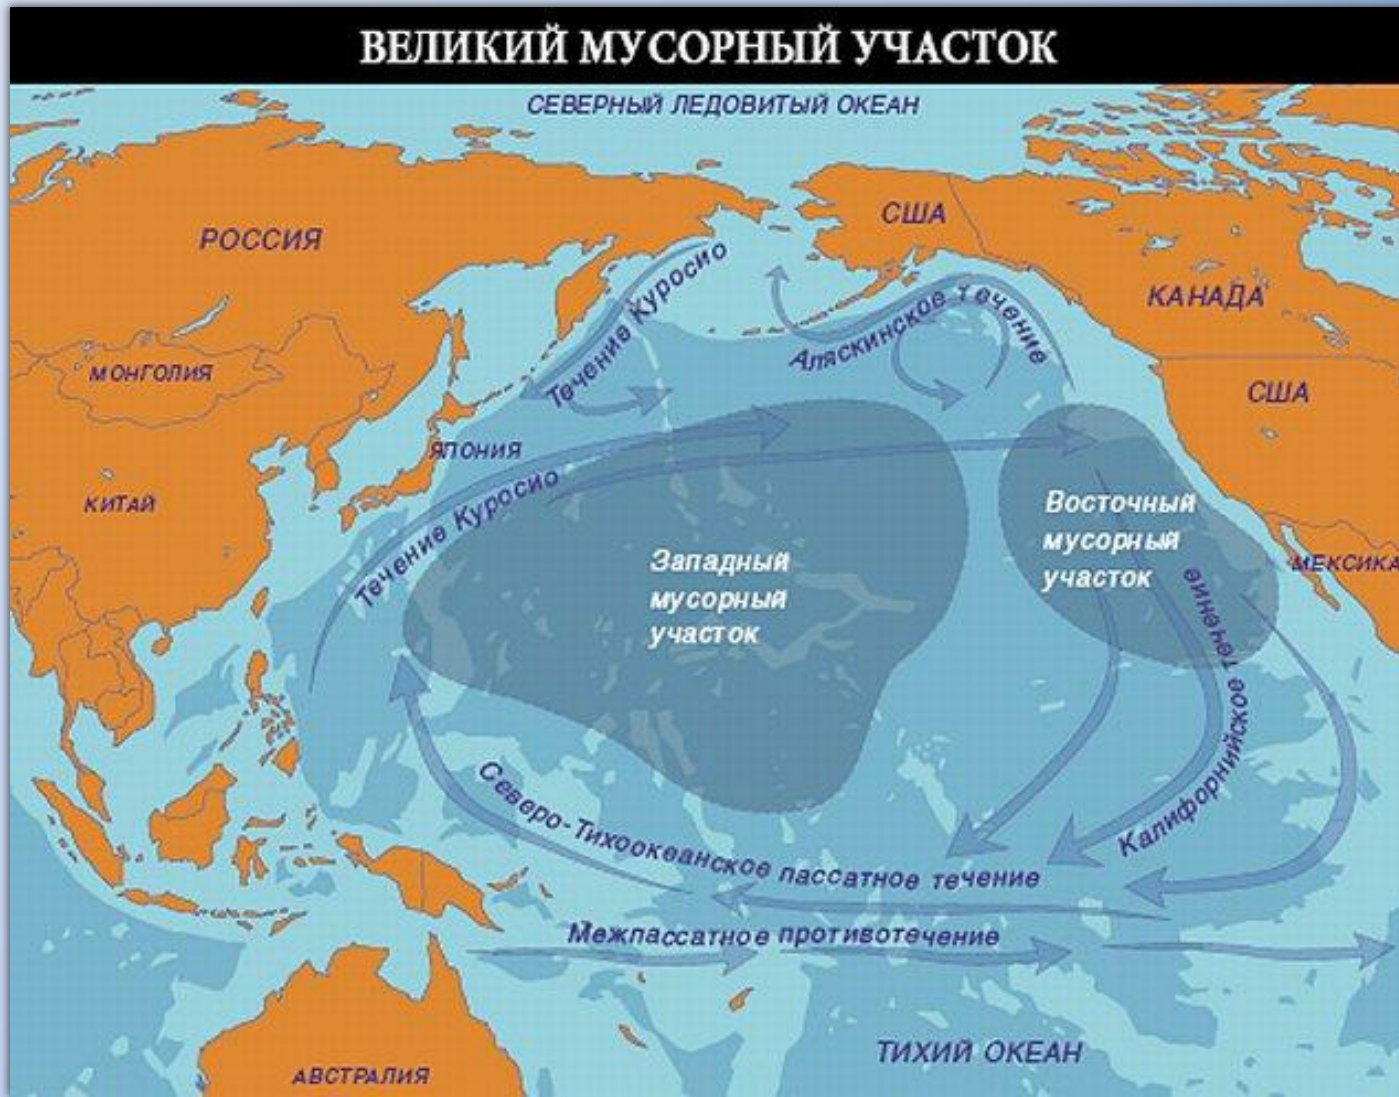 ВЕЛИКИЙ МУСОРНЫЙ УЧАСТОК
СЕВЕРНЫЙ ЛЕДОВИТЫЙ ОКЕАН
РОССИЯ
США
КАНАДА
Течение Куросио
Аляскинское течение
МОНГОЛИЯ
США
ЯПОНИЯ
КИТАЙ
Течение Куросио
Западный
мусорный
участок
Восточный
мусорный
участок
МЕКСИКА
Калифорнийское течение
Северо-Тихоокеанское пассатное течение
Межпассатное противотечение
ТИХИЙ ОКЕАН
АВСТРАЛИЯ